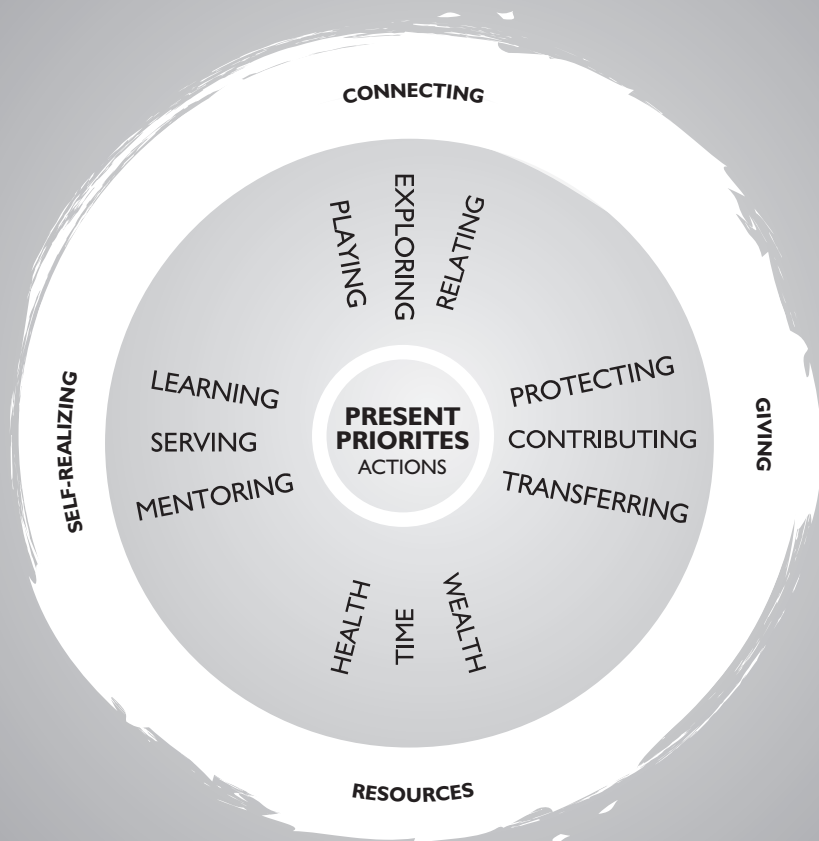 CONNECTING
PLAYING
EXPLORING
RELATING
SELF-REALIZING
LEARNING
SERVING
MENTORING
PRESENT
PRIORITES
ACTIONS
PROTECTING
CONTRIBUTING
TRANSFERRING
GIVING
HEALTH
TIME
WEALTH
RESOURCES